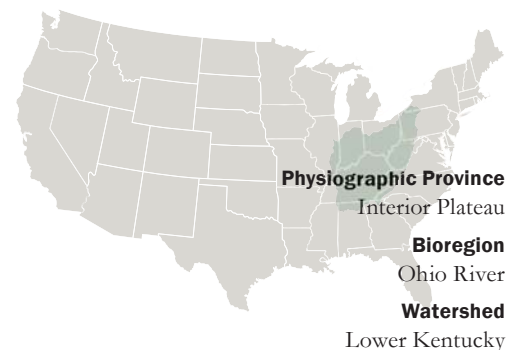 Physiographic Province
Interior Plateau
Bioregion
Ohio River
Watershed
Lower Kentucky